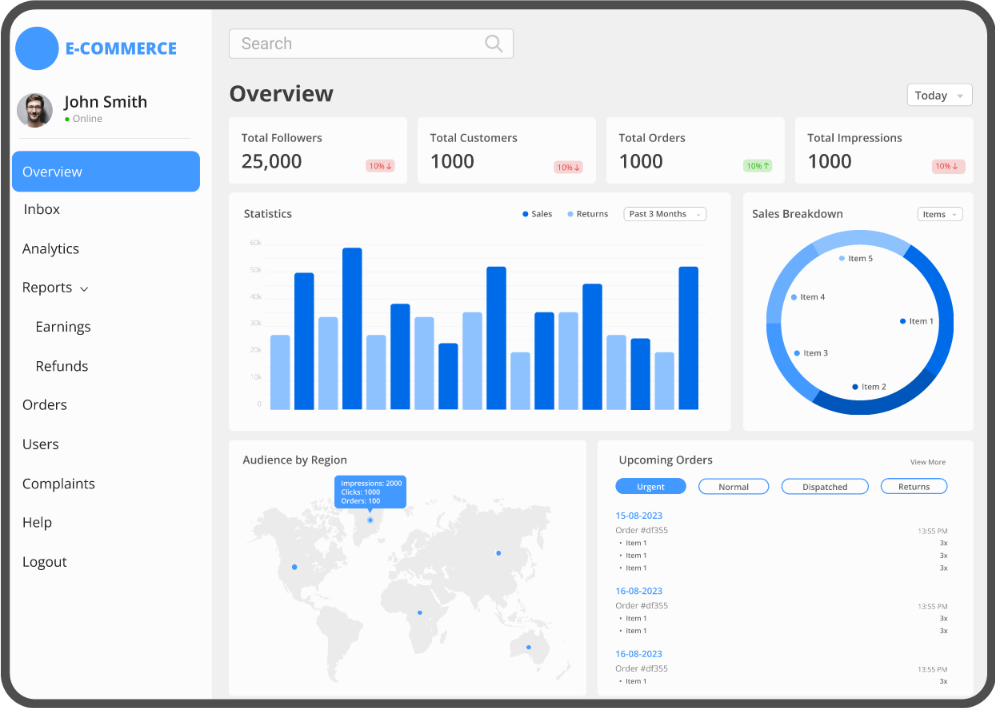 E-COMMERCE
John Smith
Online
Overview
Inbox
Analytics
Reports
Earnings
Refunds
Orders
Users
Complaints
Help
Logout
Search
Overview
Today
Total Followers
25,000
10% ↓
Total Customers
1000
10% ↓
Total Orders
1000
10% ↑
Total Impressions
1000
10% ↓
Statistics
Sales
Returns
Past 3 Months
60k
50k
40k
30k
20k
10k
0
Sales Breakdown
Items
Item 5
Item 4
Item 1
Item 3
Item 2
Audience by Region
Impressions: 2000
Clicks: 1000
Orders: 100
Upcoming Orders
View More
Urgent
Normal
Dispatched
Returns
15-08-2023
Order #df355 13:55 PM
• Item 1 3x
• Item 1 3x
• Item 1 3x
16-08-2023
Order #df355 13:55 PM
• Item 1 3x
• Item 1 3x
16-08-2023
Order #df355 13:55 PM
• Item 1 3x